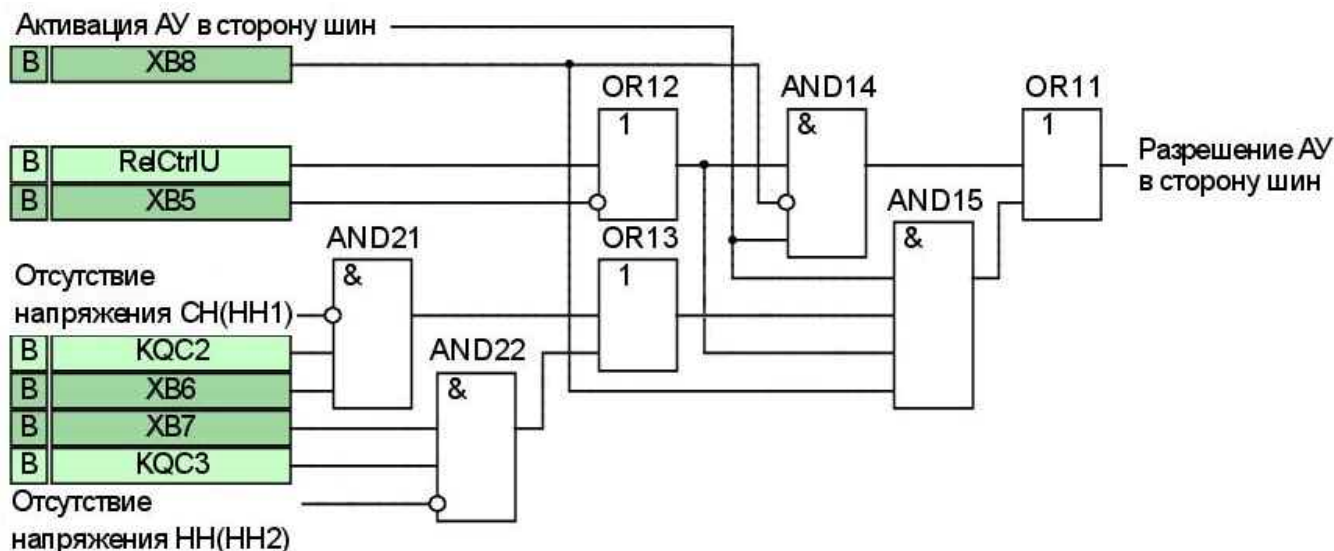 Активация АУ в сторону шин
В XB8
OR12
AND14
OR11
1
&
1
В RelCtrlU
Разрешение АУ
в сторону шин
В XB5
AND15
&
AND21
OR13
&
1
Отсутствие
напряжения СН(НН1)
В KQC2
AND22
В XB6
&
В XB7
В KQC3
Отсутствие
напряжения НН(НН2)